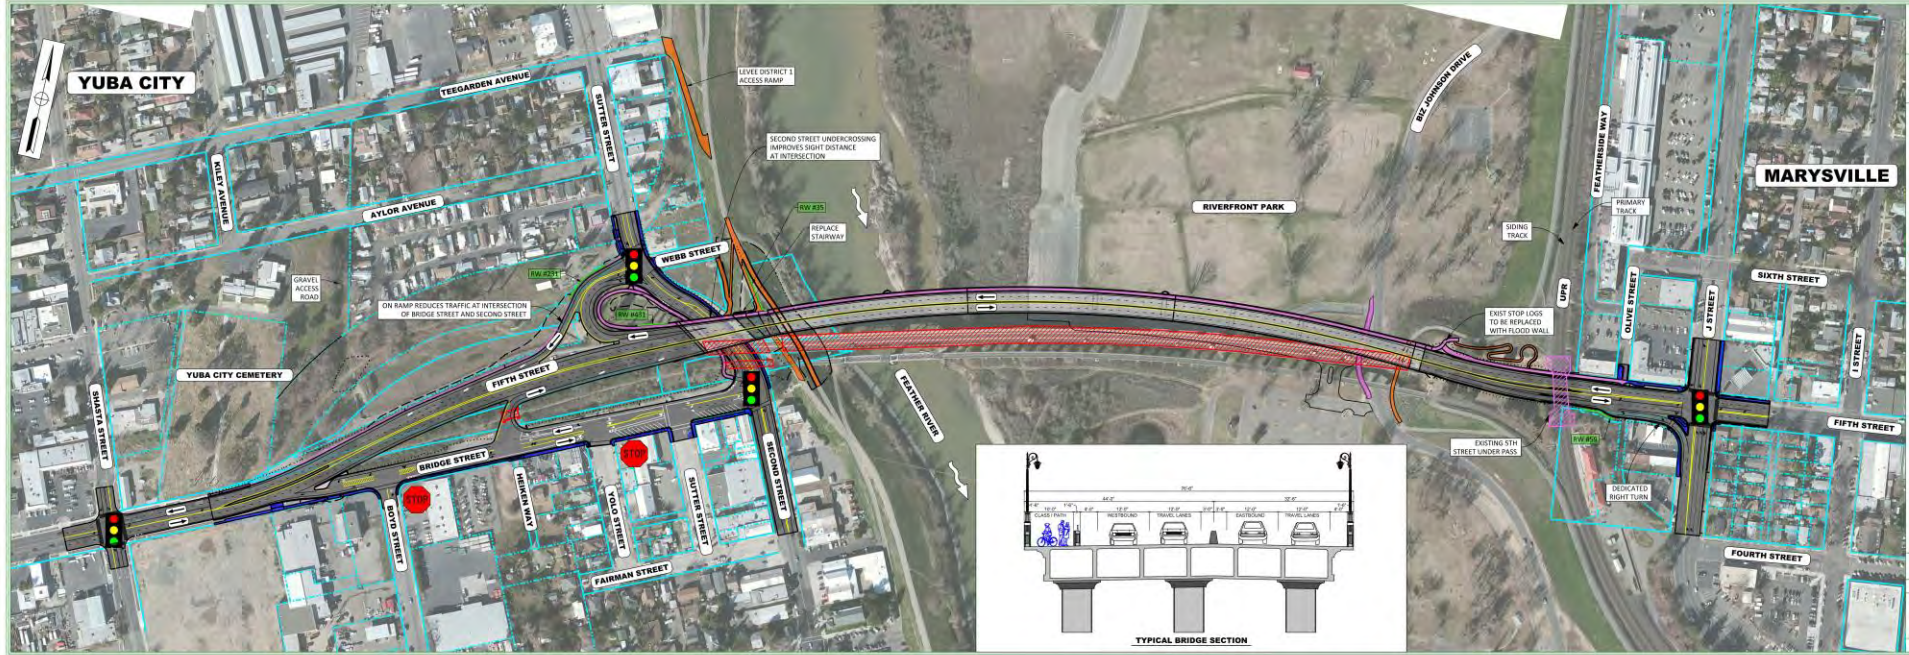 YUBA CITY
TEEGARDEN AVENUE
KILEY AVENUE
AYLOR AVENUE
SUTTER STREET
LEVEE DISTRICT 1
ACCESS RAMP
SECOND STREET UNDERCROSSING
IMPROVES SIGHT DISTANCE
AT INTERSECTION
RW #35
REPLACE
STAIRWAY
WEBB STREET
RW #231
GRAVEL
ACCESS
ROAD
ON RAMP REDUCES TRAFFIC AT INTERSECTION
OF BRIDGE STREET AND SECOND STREET
YUBA CITY CEMETERY
SHASTA STREET
FIFTH STREET
BRIDGE STREET
STOP
STOP
BOYD STREET
HEIKEN WAY
YOLO STREET
SUTTER STREET
SECOND STREET
FAIRMAN STREET
FEATHER RIVER
RIVERFRONT PARK
BIZ JOHNSON DRIVE
FEATHERSIDE WAY
PRIMARY
TRACK
SIDING
TRACK
MARYSVILLE
UPR
OLIVE STREET
J STREET
SIXTH STREET
I STREET
EXIST STOP LOGS
TO BE REPLACED
WITH FLOOD WALL
EXISTING 5TH
STREET UNDER PASS
FIFTH STREET
DEDICATED
RIGHT TURN
FOURTH STREET
CLASS I PATH
WESTBOUND
TRAVEL LANES
EASTBOUND
TRAVEL LANES
TYPICAL BRIDGE SECTION